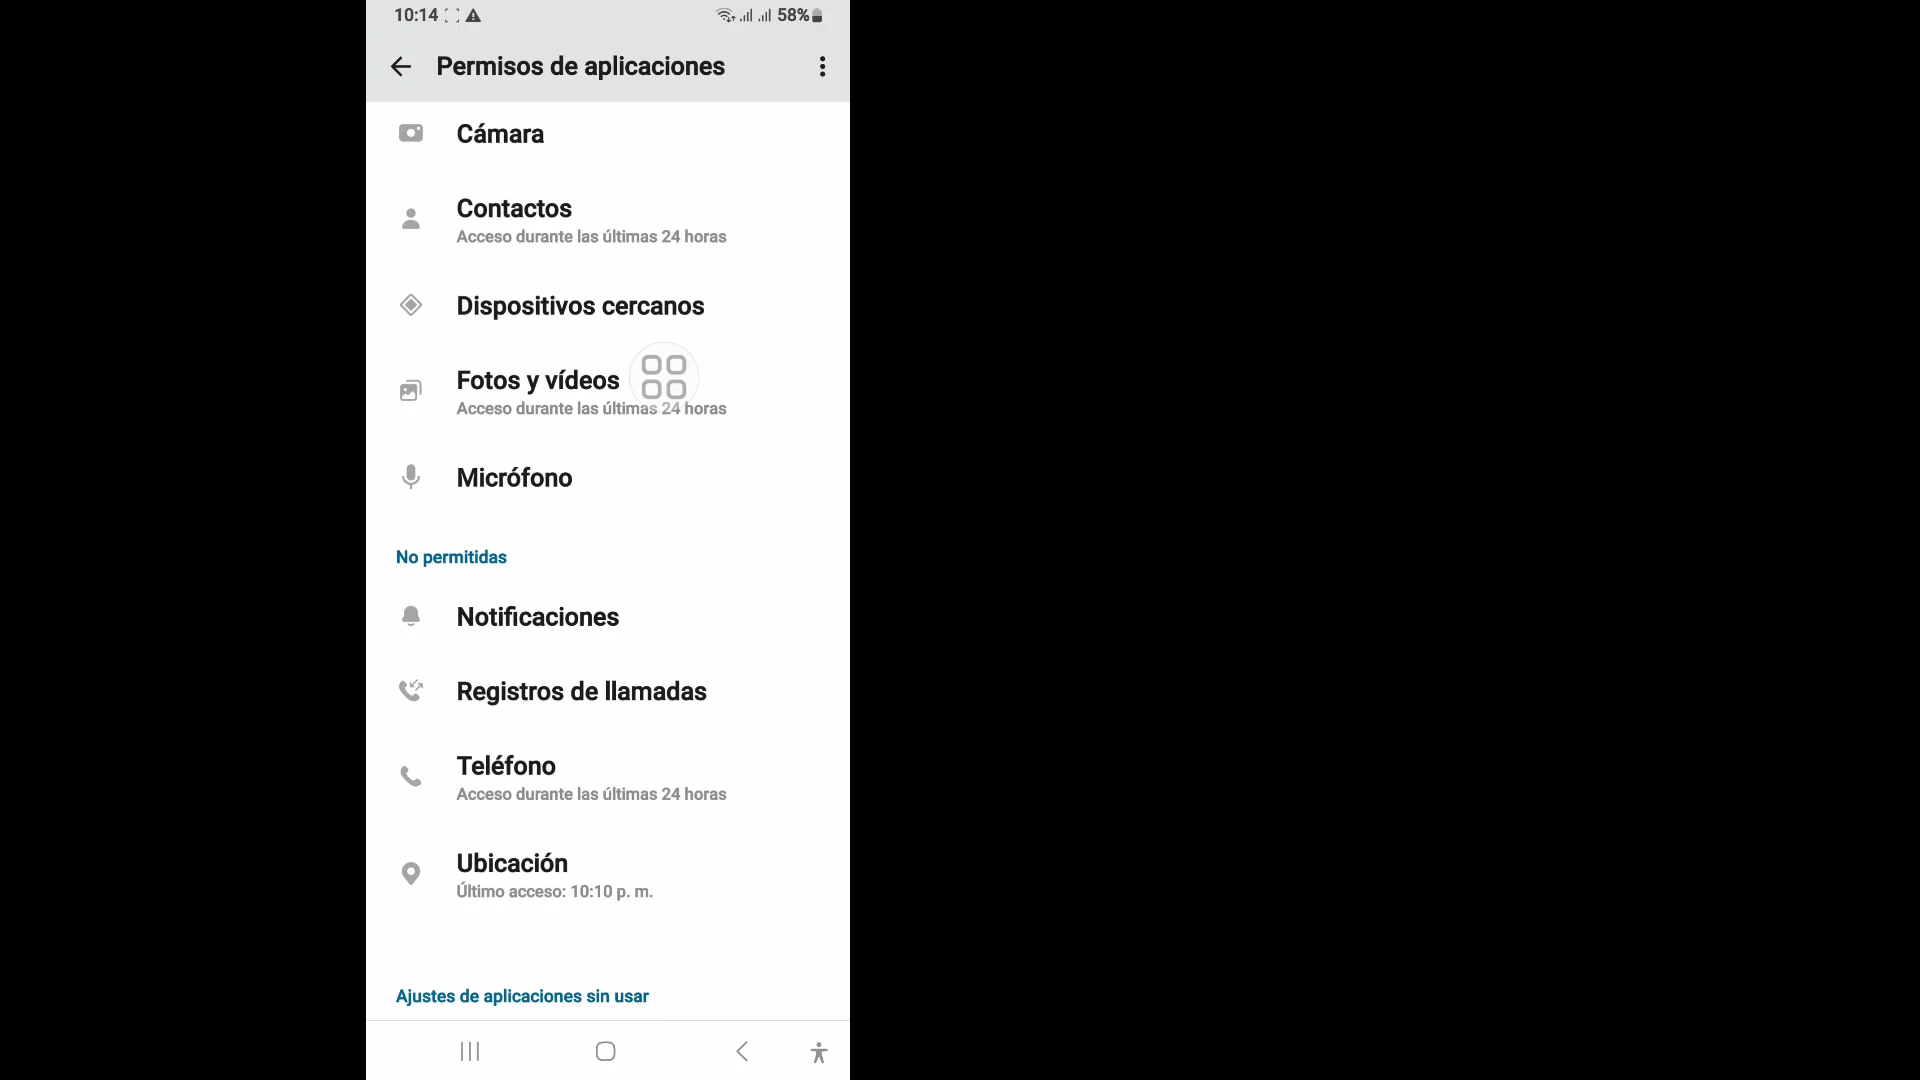 10:14 58%
Permisos de aplicaciones
Cámara
Contactos
Acceso durante las últimas 24 horas
Dispositivos cercanos
Fotos y vídeos
Acceso durante las últimas 24 horas
Micrófono
No permitidas
Notificaciones
Registros de llamadas
Teléfono
Acceso durante las últimas 24 horas
Ubicación
Último acceso: 10:10 p. m.
Ajustes de aplicaciones sin usar